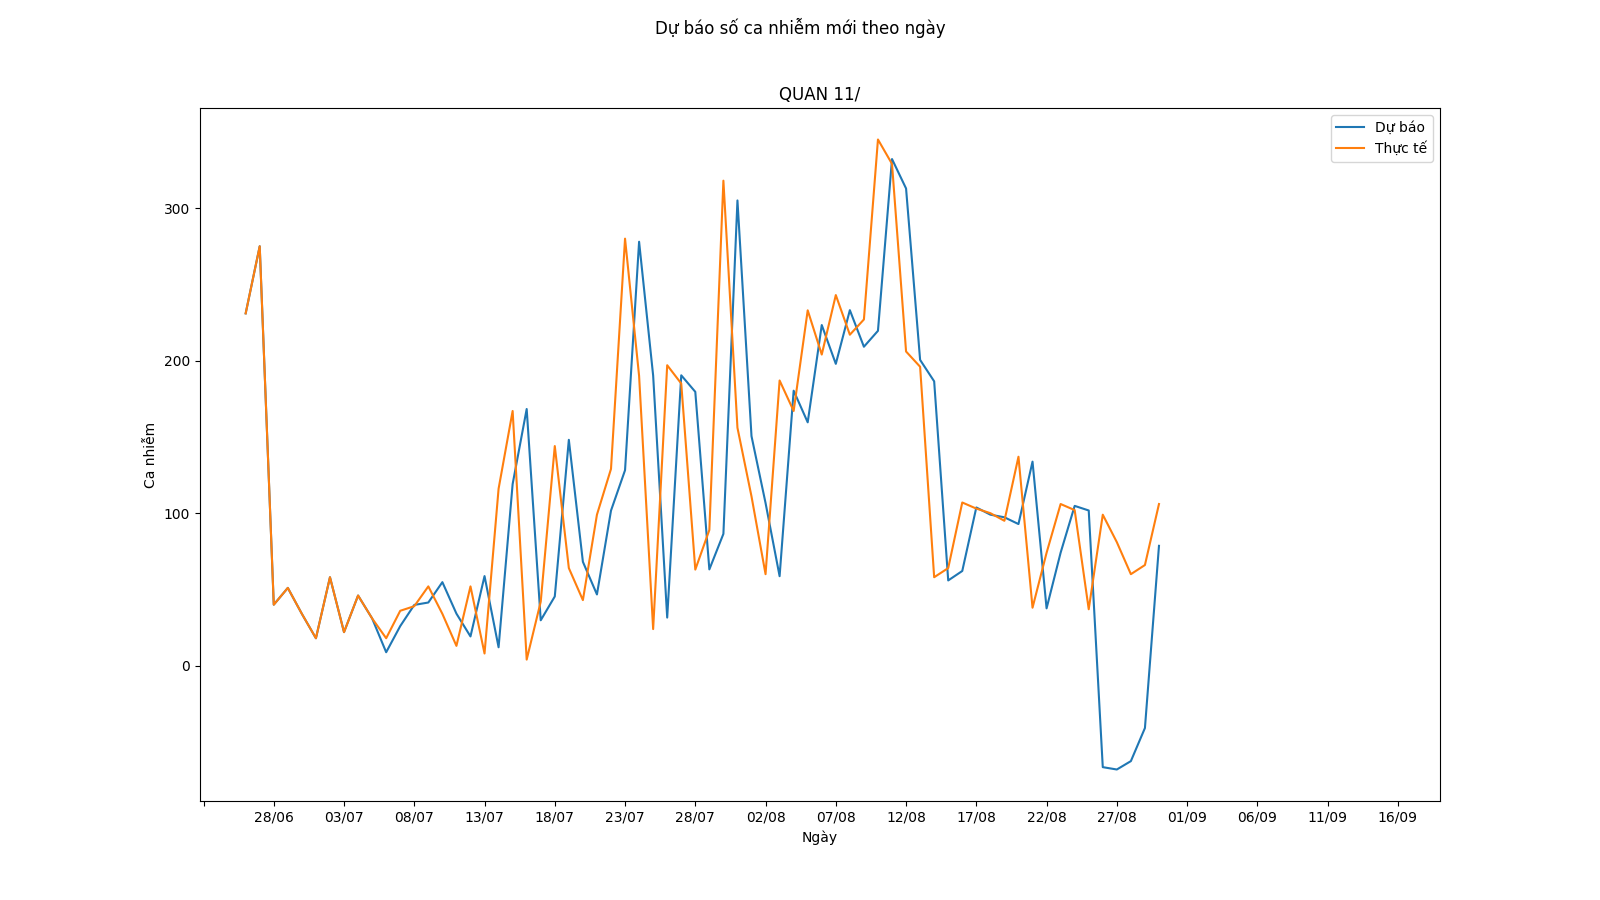 Dự báo số ca nhiễm mới theo ngày
QUAN 11/
Dự báo
Thực tế
300
200
100
0
Ca nhiễm
28/06 03/07 08/07 13/07 18/07 23/07 28/07 02/08 07/08 12/08 17/08 22/08 27/08 01/09 06/09 11/09 16/09
Ngày